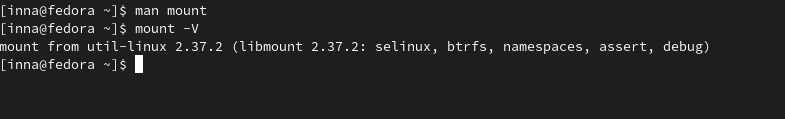 [inna@fedora ~]$ man mount
[inna@fedora ~]$ mount -V
mount from util-linux 2.37.2 (libmount 2.37.2: selinux, btrfs, namespaces, assert, debug)
[inna@fedora ~]$